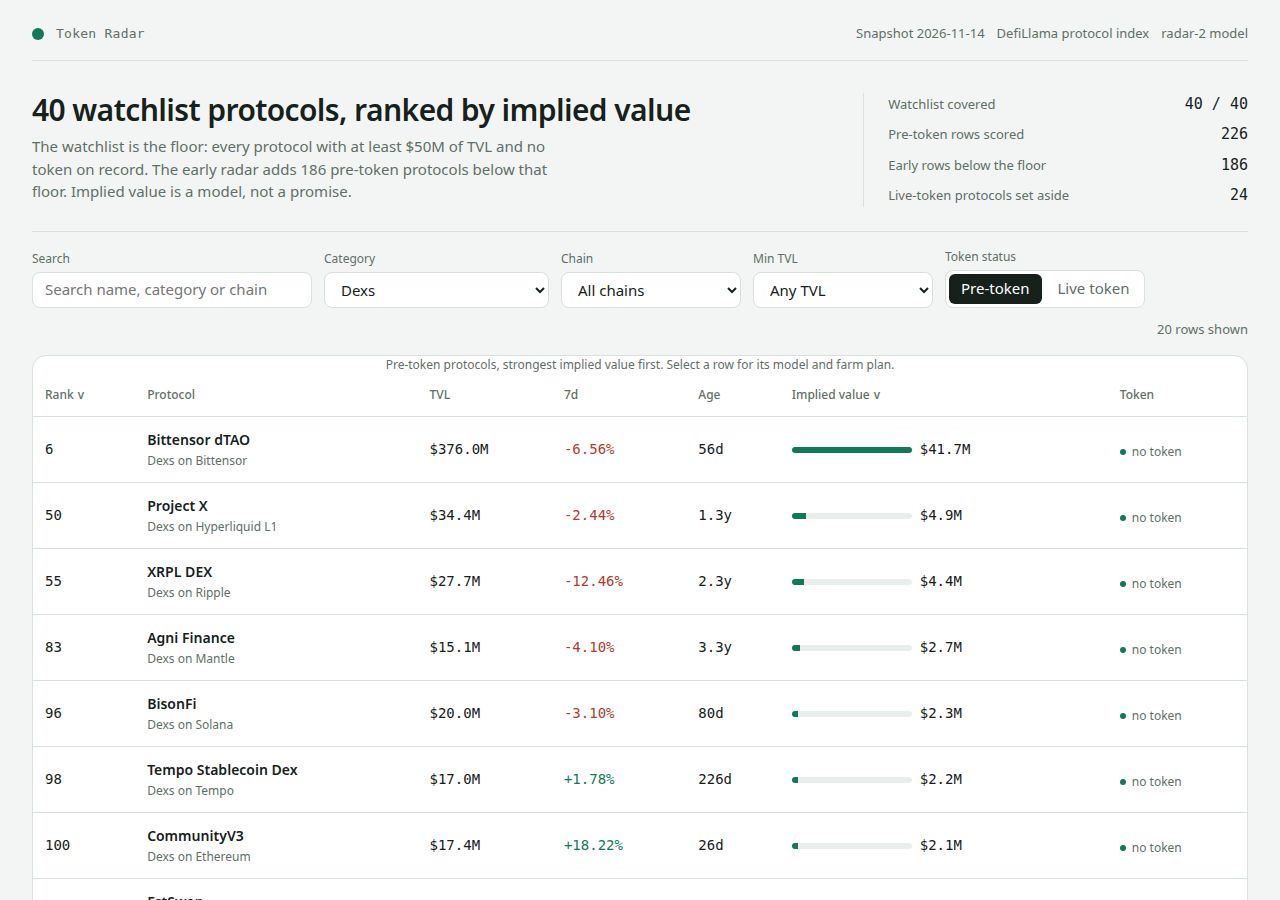 Token Radar
Snapshot 2026-11-14 DefiLlama protocol index radar-2 model
40 watchlist protocols, ranked by implied value
The watchlist is the floor: every protocol with at least $50M of TVL and no
token on record. The early radar adds 186 pre-token protocols below that
floor. Implied value is a model, not a promise.
Watchlist covered 40 / 40
Pre-token rows scored 226
Early rows below the floor 186
Live-token protocols set aside 24
Search Category Chain Min TVL Token status
Search name, category or chain Dexs All chains Any TVL Pre-token Live token
20 rows shown
Pre-token protocols, strongest implied value first. Select a row for its model and farm plan.
Rank v Protocol TVL 7d Age Implied value v Token
6 Bittensor dTAO $376.0M -6.56% 56d $41.7M no token
Dexs on Bittensor
50 Project X $34.4M -2.44% 1.3y $4.9M no token
Dexs on Hyperliquid L1
55 XRPL DEX $27.7M -12.46% 2.3y $4.4M no token
Dexs on Ripple
83 Agni Finance $15.1M -4.10% 3.3y $2.7M no token
Dexs on Mantle
96 BisonFi $20.0M -3.10% 80d $2.3M no token
Dexs on Solana
98 Tempo Stablecoin Dex $17.0M +1.78% 226d $2.2M no token
Dexs on Tempo
100 CommunityV3 $17.4M +18.22% 26d $2.1M no token
Dexs on Ethereum